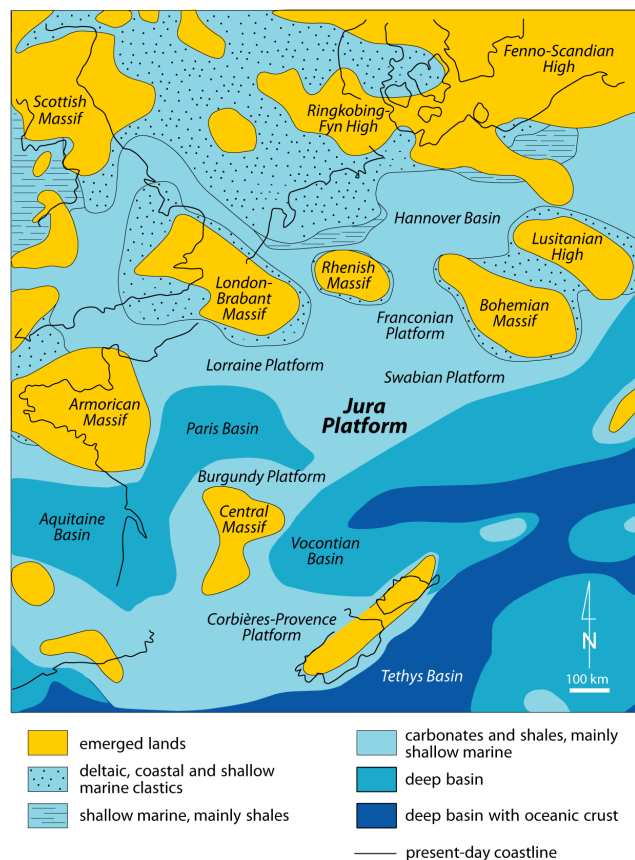 Fenno-Scandian
High
Scottish
Massif
Ringkobing-
Fyn High
Hannover Basin
Lusitanian
High
Rhenish
Massif
London-
Brabant
Massif
Bohemian
Massif
Franconian
Platform
Lorraine Platform
Swabian Platform
Armorican
Massif
Jura
Platform
Paris Basin
Burgundy Platform
Central
Massif
Aquitaine
Basin
Vocontian
Basin
Corbières-Provence
Platform
N
Tethys Basin
100 km
emerged lands
deltaic, coastal and shallow
marine clastics
shallow marine, mainly shales
carbonates and shales, mainly
shallow marine
deep basin
deep basin with oceanic crust
present-day coastline